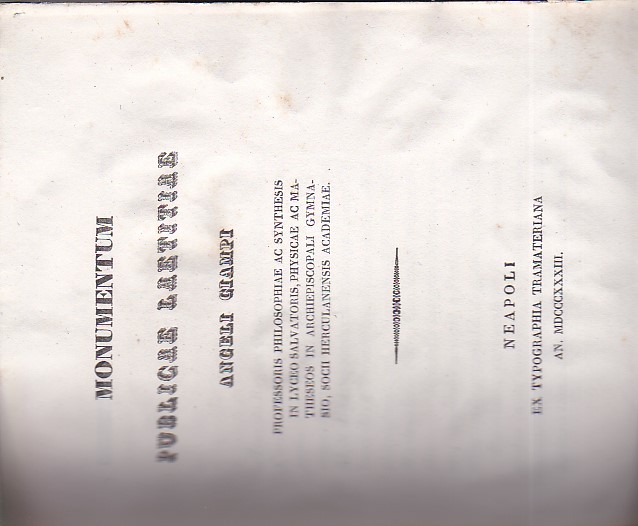 MONUMENTUM
PUBLICAE LAETITIAE
ANGELI CIAMPI
PROFESSORIS PHILOSOPHIAE AC SYNTHESIS
IN LYCEO SALVATORIS, PHYSICAE AC MA-
THESEOS IN ARCHIEPISCOPALI GYMNA-
SIO, SOCII HERCULANENSIS ACADEMIAE.
NEAPOLI
EX TYPOGRAPHIA TRAMATERIANA
AN. MDCCCXXXIII.